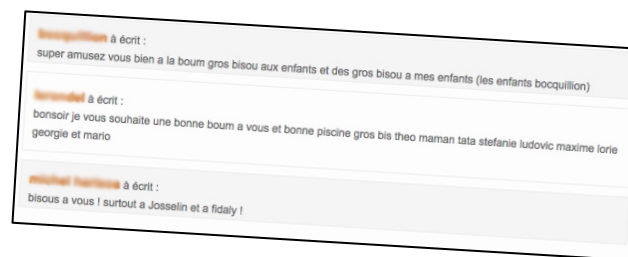 à écrit :
super amusez vous bien a la boum gros bisou aux enfants et des gros bisou a mes enfants (les enfants bocquillion)
à écrit :
bonsoir je vous souhaite une bonne boum a vous et bonne piscine gros bis theo maman tata stefanie ludovic maxime lorie
georgie et mario
à écrit :
bisous a vous ! surtout a Josselin et a fidaly !